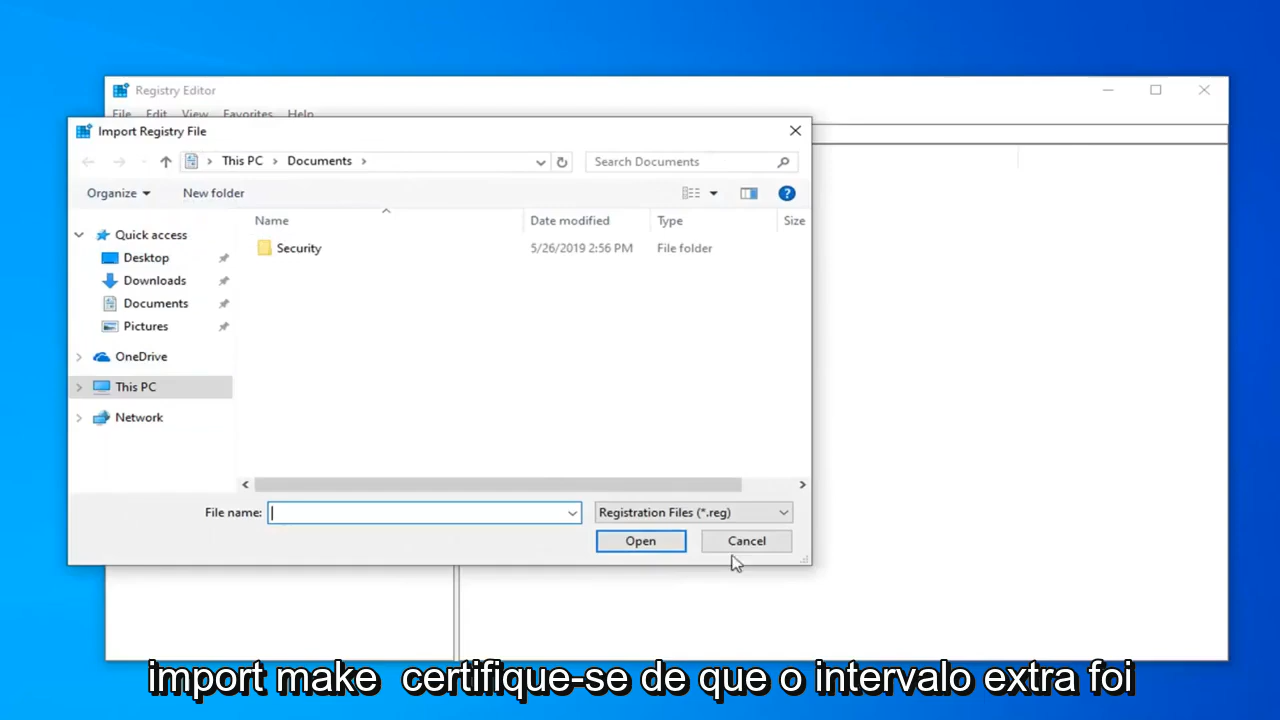 Registry Editor
File Edit View Favorites Help
Import Registry File
This PC > Documents >
Search Documents
Organize
New folder
Name
Date modified
Type
Size
Quick access
Security
5/26/2019 2:56 PM
File folder
Desktop
Downloads
Documents
Pictures
OneDrive
This PC
Network
File name:
Registration Files (*.reg)
Open
Cancel
import make certifique-se de que o intervalo extra foi